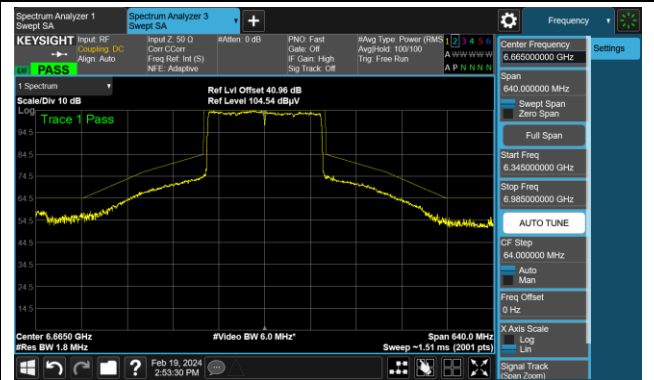 Spectrum Analyzer 1
Swept SA
Spectrum Analyzer 3
Swept SA
Frequency
KEYSIGHT
Input: RF
Coupling: DC
Align: Auto
Input Z: 50 Ω
Corr CCorr
Freq Ref: Int (S)
NFE: Adaptive
#Atten: 0 dB
PNO: Fast
Gate: Off
IF Gain: High
Sig Track: Off
#Avg Type: Power (RMS
Avg|Hold: 100/100
Trig: Free Run
1 2 3 4 5 6
A W W W W W
A P N N N N
LXI
PASS
Center Frequency
6.665000000 GHz
Settings
Span
640.000000 MHz
Swept Span
Zero Span
Full Span
Start Freq
6.345000000 GHz
Stop Freq
6.985000000 GHz
AUTO TUNE
CF Step
64.000000 MHz
Auto
Man
Freq Offset
0 Hz
X Axis Scale
Log
Lin
Signal Track
(Span Zoom)
1 Spectrum
Scale/Div 10 dB
Ref Lvl Offset 40.96 dB
Ref Level 104.54 dBµV
Log
Trace 1 Pass
94.5
84.5
74.5
64.5
54.5
44.5
34.5
24.5
14.5
Center 6.6650 GHz
#Res BW 1.8 MHz
#Video BW 6.0 MHz*
Span 640.0 MHz
Sweep ~1.51 ms (2001 pts)
?
Feb 19, 2024
2:53:30 PM